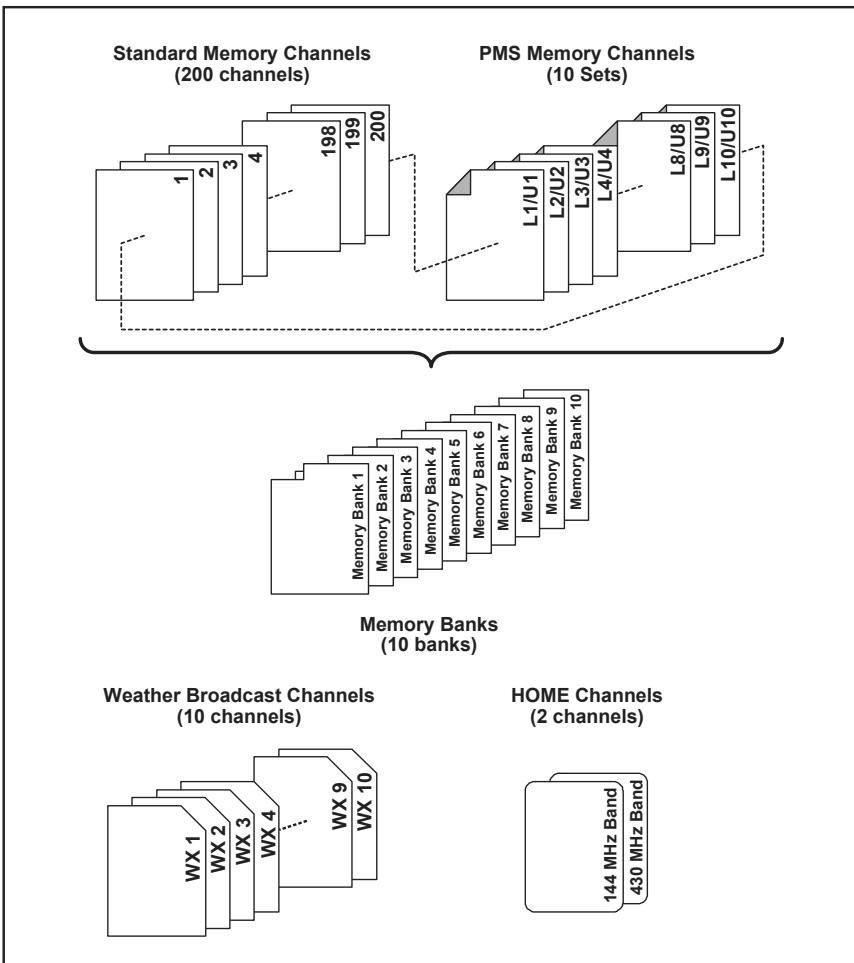 Standard Memory Channels
(200 channels)
PMS Memory Channels
(10 Sets)
1
2
3
4
198
199
200
L1/U1
L2/U2
L3/U3
L4/U4
L8/U8
L9/U9
L10/U10
Memory Bank 1
Memory Bank 2
Memory Bank 3
Memory Bank 4
Memory Bank 5
Memory Bank 6
Memory Bank 7
Memory Bank 8
Memory Bank 9
Memory Bank 10
Memory Banks
(10 banks)
Weather Broadcast Channels
(10 channels)
HOME Channels
(2 channels)
WX 1
WX 2
WX 3
WX 4
WX 9
WX 10
144 MHz Band
430 MHz Band